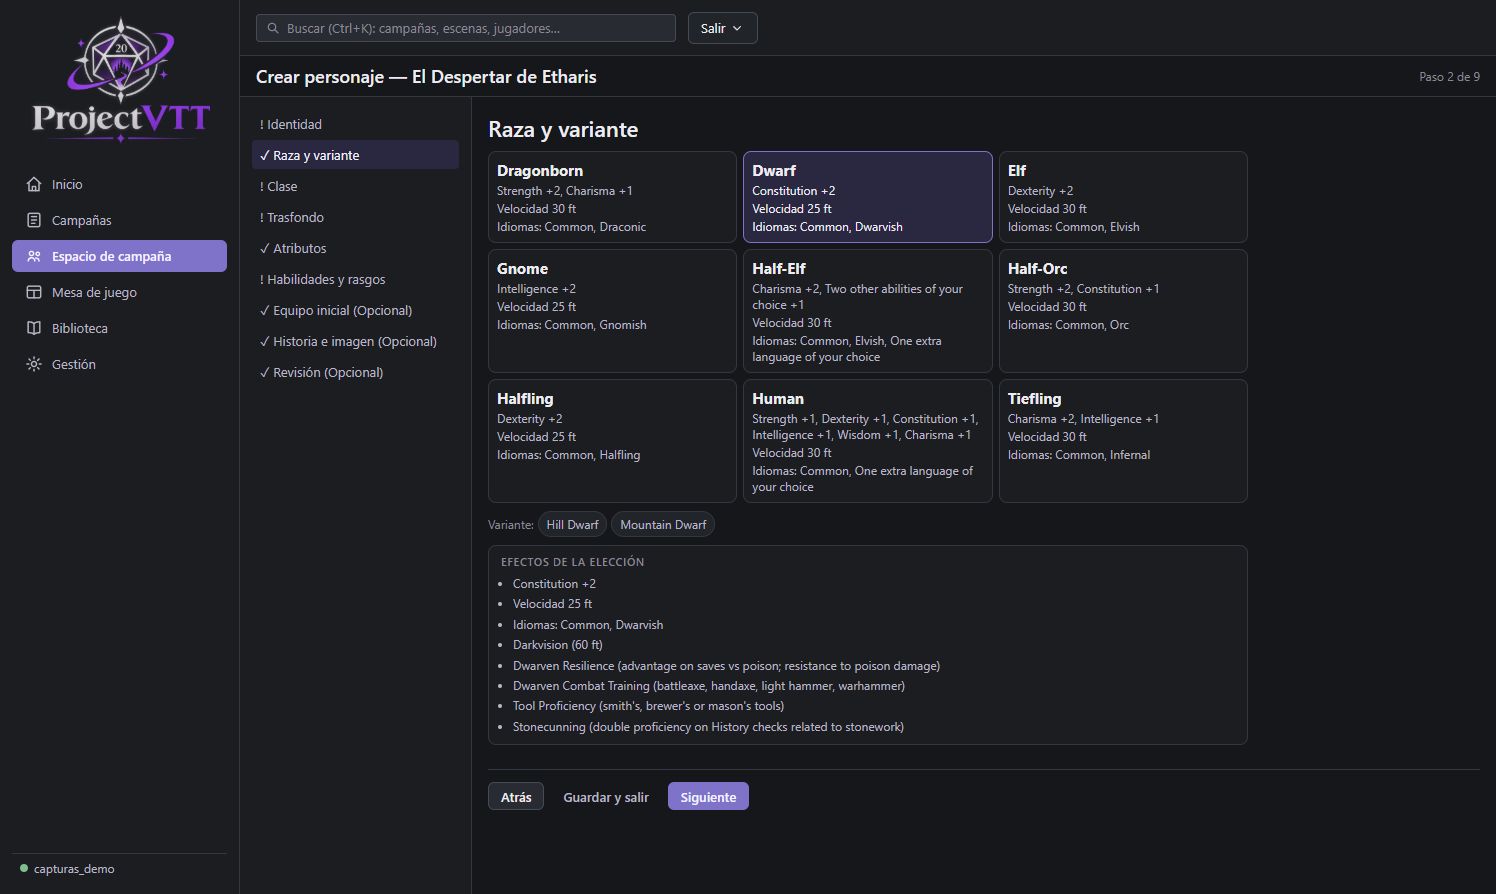 20
ProjectVTT
Inicio
Campañas
Espacio de campaña
Mesa de juego
Biblioteca
Gestión
capturas_demo
Buscar (Ctrl+K): campañas, escenas, jugadores...
Salir
Crear personaje — El Despertar de Etharis
Paso 2 de 9
! Identidad
✓ Raza y variante
! Clase
! Trasfondo
✓ Atributos
! Habilidades y rasgos
✓ Equipo inicial (Opcional)
✓ Historia e imagen (Opcional)
✓ Revisión (Opcional)
Raza y variante
Dragonborn
Strength +2, Charisma +1
Velocidad 30 ft
Idiomas: Common, Draconic
Dwarf
Constitution +2
Velocidad 25 ft
Idiomas: Common, Dwarvish
Elf
Dexterity +2
Velocidad 30 ft
Idiomas: Common, Elvish
Gnome
Intelligence +2
Velocidad 25 ft
Idiomas: Common, Gnomish
Half-Elf
Charisma +2, Two other abilities of your
choice +1
Velocidad 30 ft
Idiomas: Common, Elvish, One extra
language of your choice
Half-Orc
Strength +2, Constitution +1
Velocidad 30 ft
Idiomas: Common, Orc
Halfling
Dexterity +2
Velocidad 25 ft
Idiomas: Common, Halfling
Human
Strength +1, Dexterity +1, Constitution +1,
Intelligence +1, Wisdom +1, Charisma +1
Velocidad 30 ft
Idiomas: Common, One extra language of
your choice
Tiefling
Charisma +2, Intelligence +1
Velocidad 30 ft
Idiomas: Common, Infernal
Variante: Hill Dwarf Mountain Dwarf
EFECTOS DE LA ELECCIÓN
• Constitution +2
• Velocidad 25 ft
• Idiomas: Common, Dwarvish
• Darkvision (60 ft)
• Dwarven Resilience (advantage on saves vs poison; resistance to poison damage)
• Dwarven Combat Training (battleaxe, handaxe, light hammer, warhammer)
• Tool Proficiency (smith's, brewer's or mason's tools)
• Stonecunning (double proficiency on History checks related to stonework)
Atrás
Guardar y salir
Siguiente